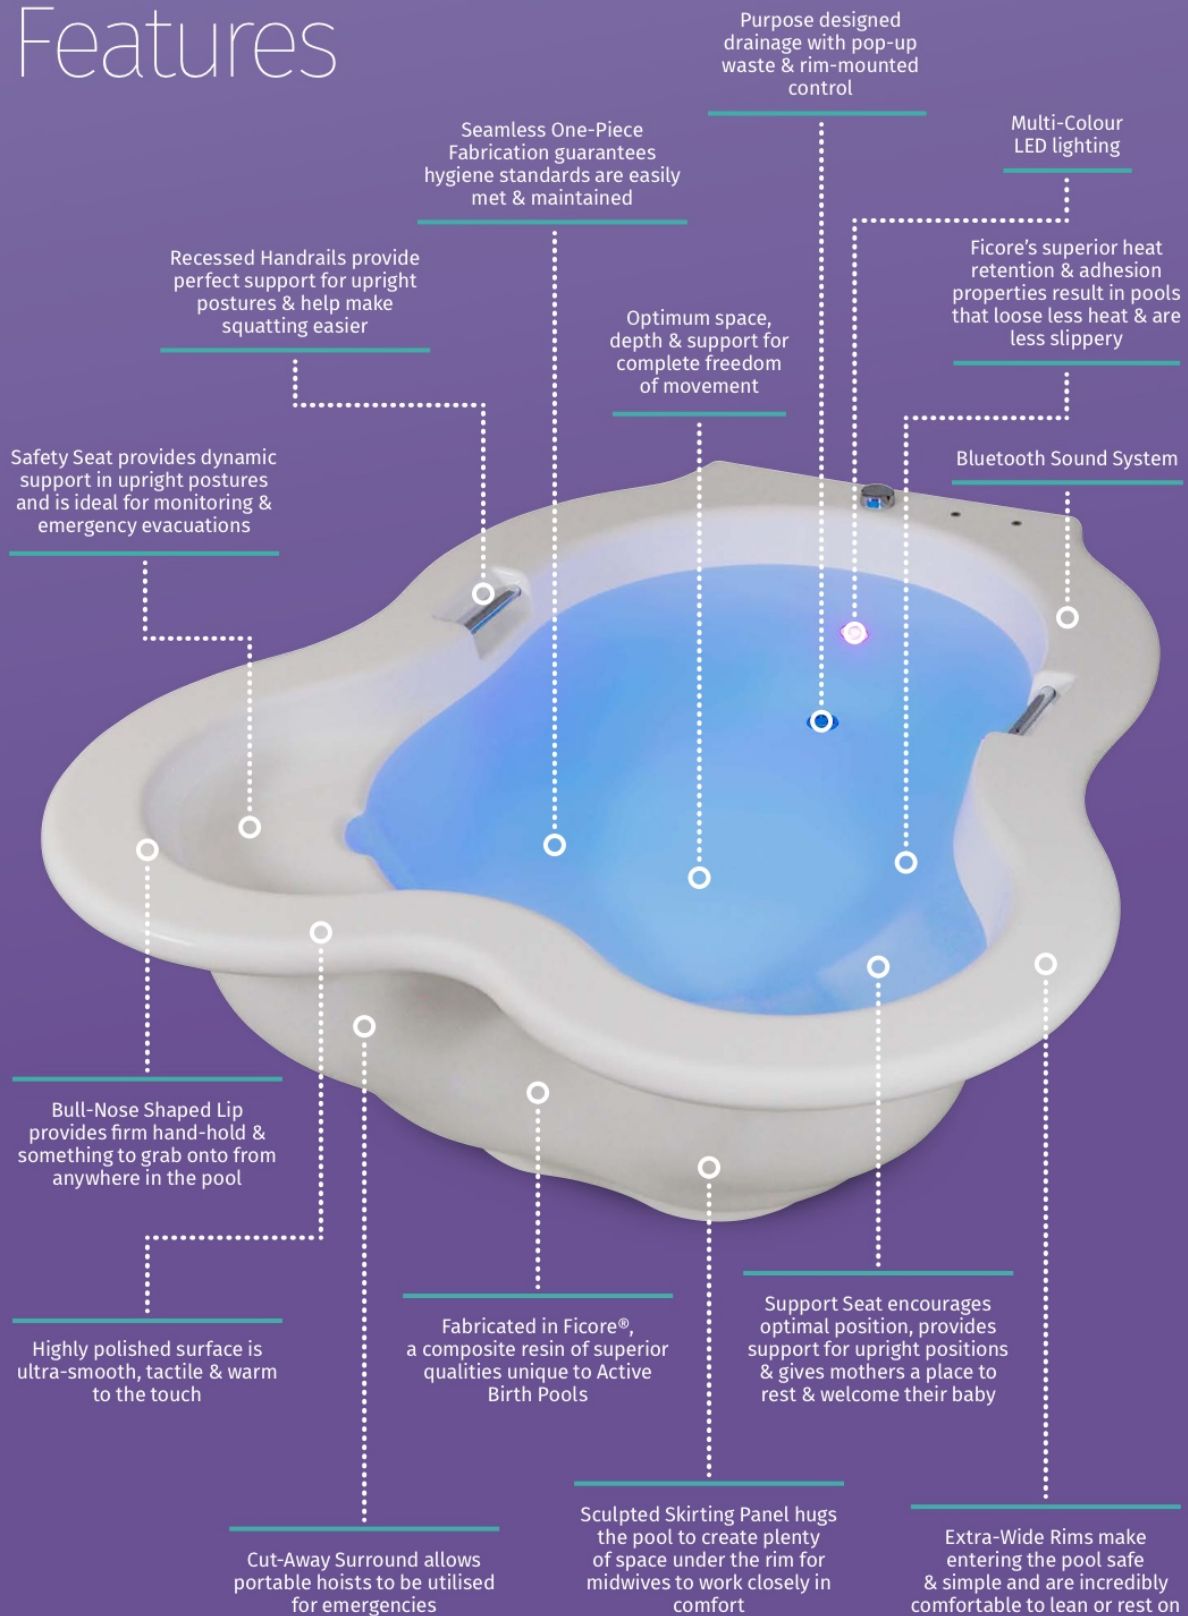 Features
Purpose designed
drainage with pop-up
waste & rim-mounted
control
Seamless One-Piece
Fabrication guarantees
hygiene standards are easily
met & maintained
Multi-Colour
LED lighting
Recessed Handrails provide
perfect support for upright
postures & help make
squatting easier
Optimum space,
depth & support for
complete freedom
of movement
Ficore's superior heat
retention & adhesion
properties result in pools
that loose less heat & are
less slippery
Safety Seat provides dynamic
support in upright postures
and is ideal for monitoring &
emergency evacuations
Bluetooth Sound System
Bull-Nose Shaped Lip
provides firm hand-hold &
something to grab onto from
anywhere in the pool
Highly polished surface is
ultra-smooth, tactile & warm
to the touch
Fabricated in Ficore®,
a composite resin of superior
qualities unique to Active
Birth Pools
Support Seat encourages
optimal position, provides
support for upright positions
& gives mothers a place to
rest & welcome their baby
Cut-Away Surround allows
portable hoists to be utilised
for emergencies
Sculpted Skirting Panel hugs
the pool to create plenty
of space under the rim for
midwives to work closely in
comfort
Extra-Wide Rims make
entering the pool safe
& simple and are incredibly
comfortable to lean or rest on